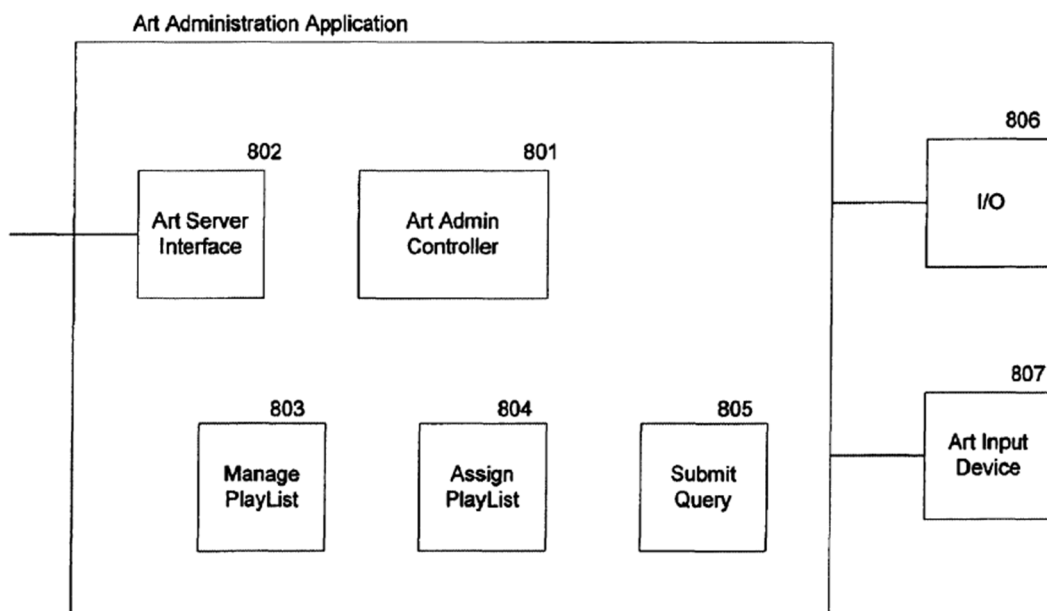 Art Administration Application
806
I/O
802
Art Server
Interface
801
Art Admin
Controller
807
Art Input
Device
803
Manage
PlayList
804
Assign
PlayList
805
Submit
Query